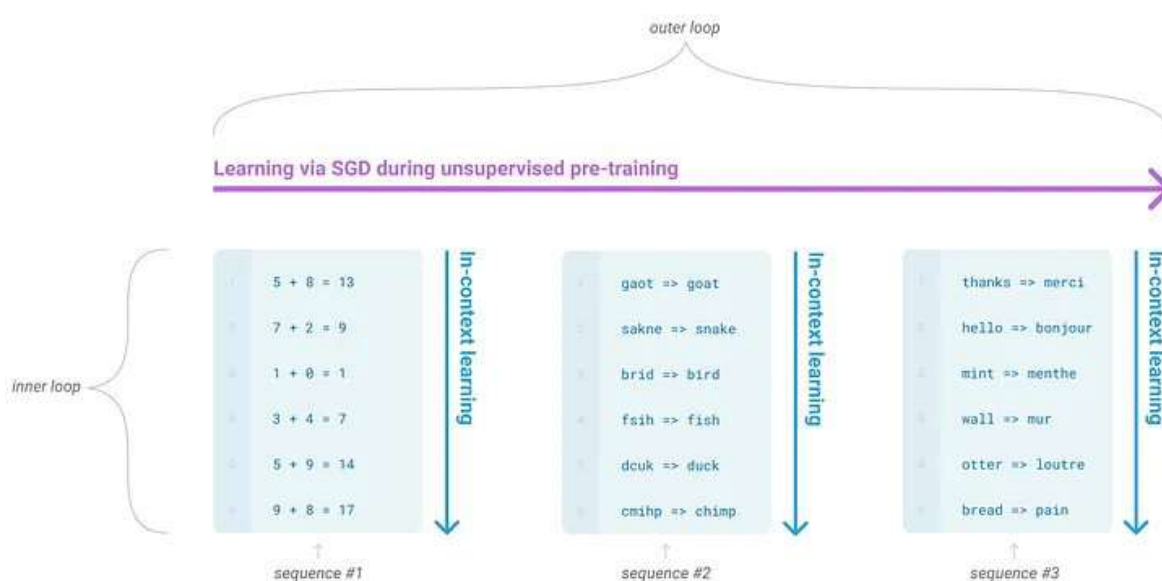 outer loop
Learning via SGD during unsupervised pre-training
inner loop
5 + 8 = 13
7 + 2 = 9
1 + 0 = 1
3 + 4 = 7
5 + 9 = 14
9 + 8 = 17
In-context learning
sequence #1
gaot => goat
sakne => snake
brid => bird
fsih => fish
dcuk => duck
cmihp => chimp
In-context learning
sequence #2
thanks => merci
hello => bonjour
mint => menthe
wall => mur
otter => loutre
bread => pain
In-context learning
sequence #3